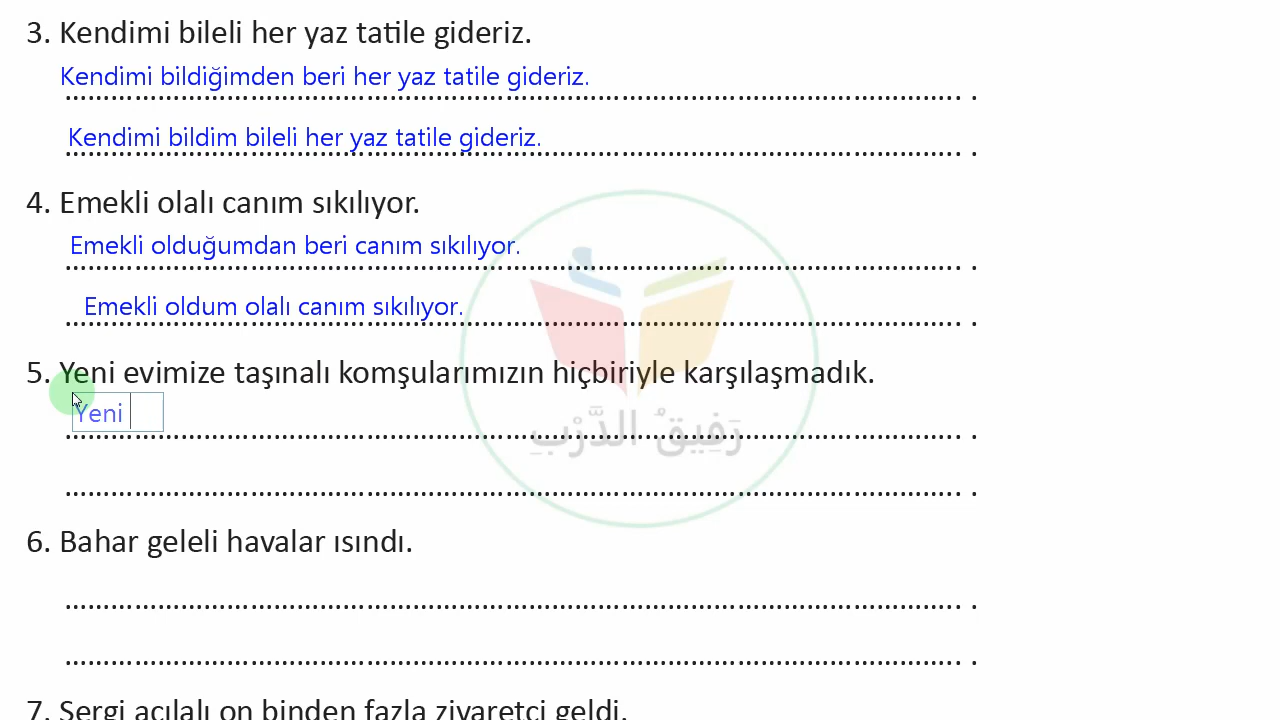 3. Kendimi bileli her yaz tatile gideriz.
Kendimi bildiğimden beri her yaz tatile gideriz.
.................................................................................................................... .
Kendimi bildim bileli her yaz tatile gideriz.
.................................................................................................................... .
4. Emekli olalı canım sıkılıyor.
Emekli olduğumdan beri canım sıkılıyor.
.................................................................................................................... .
Emekli oldum olalı canım sıkılıyor.
.................................................................................................................... .
5. Yeni evimize taşınalı komşularımızın hiçbiriyle karşılaşmadık.
Yeni
رَفِيقُ الدَّرْبِ
.................................................................................................................... .
.................................................................................................................... .
6. Bahar geleli havalar ısındı.
.................................................................................................................... .
.................................................................................................................... .
7. Sergi açılalı on binden fazla ziyaretçi geldi.